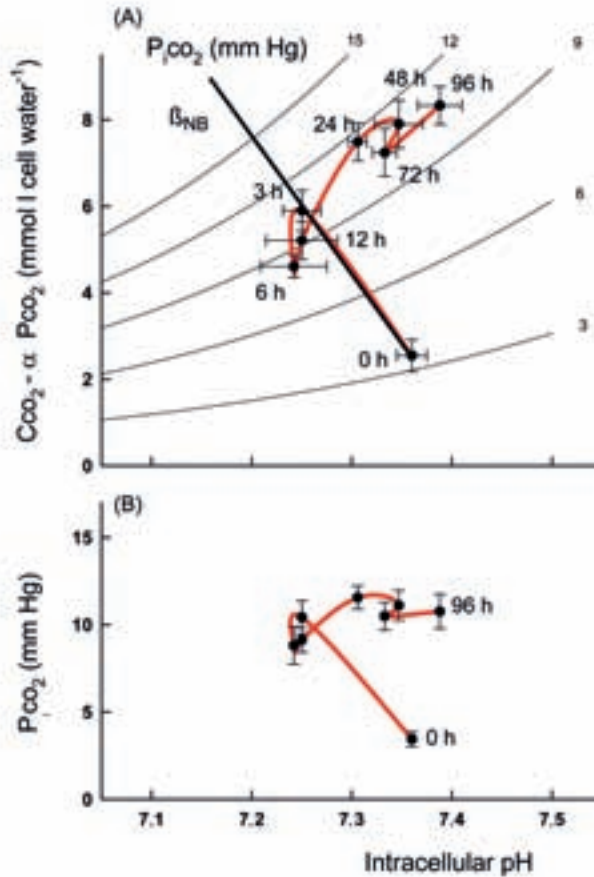 (A)
PᵢCO₂ (mm Hg)
15
12
9
6
3
ßNB
48 h
96 h
24 h
72 h
3 h
12 h
6 h
0 h
8
6
4
2
0
Cco₂ - α Pco₂ (mmol l cell water⁻¹)
(B)
15
10
5
0
96 h
0 h
Pᵢco₂ (mm Hg)
7.1
7.2
7.3
7.4
7.5
Intracellular pH